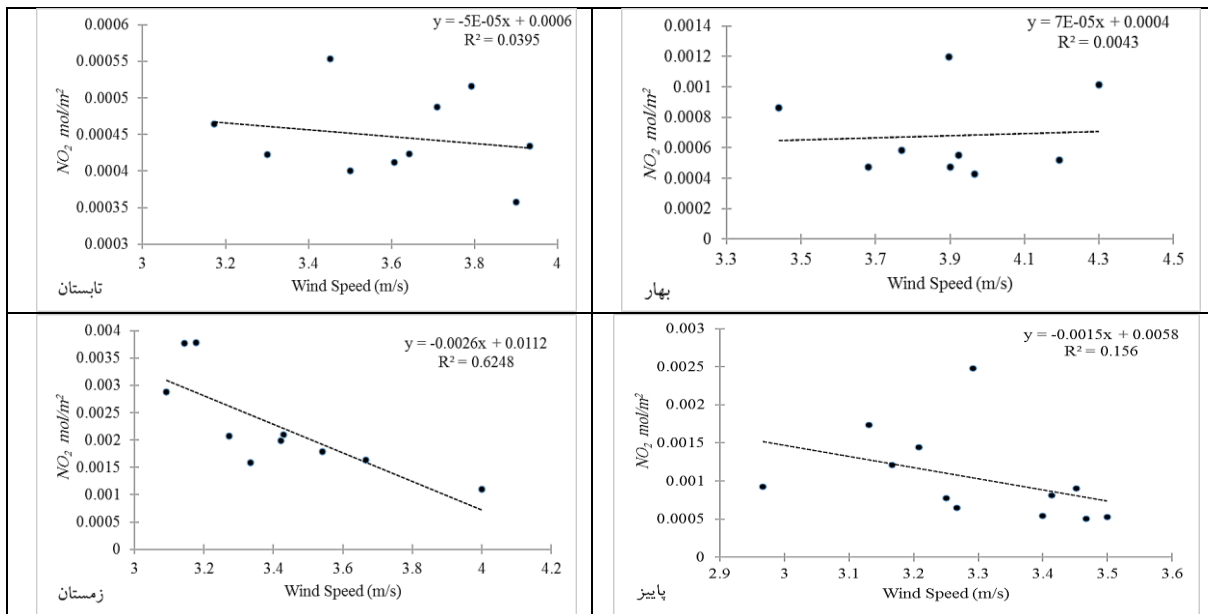 y = -5E-05x + 0.0006
R² = 0.0395
0.0006
0.00055
0.0005
0.00045
0.0004
0.00035
0.0003
NO₂ mol/m²
3 3.2 3.4 3.6 3.8 4
Wind Speed (m/s)
تابستان
y = 7E-05x + 0.0004
R² = 0.0043
0.0014
0.0012
0.001
0.0008
0.0006
0.0004
0.0002
0
NO₂ mol/m²
3.3 3.5 3.7 3.9 4.1 4.3 4.5
Wind Speed (m/s)
بهار
y = -0.0026x + 0.0112
R² = 0.6248
0.004
0.0035
0.003
0.0025
0.002
0.0015
0.001
0.0005
0
NO₂ mol/m²
3 3.2 3.4 3.6 3.8 4 4.2
Wind Speed (m/s)
زمستان
y = -0.0015x + 0.0058
R² = 0.156
0.003
0.0025
0.002
0.0015
0.001
0.0005
0
NO₂ mol/m²
2.9 3 3.1 3.2 3.3 3.4 3.5 3.6
Wind Speed (m/s)
پاییز